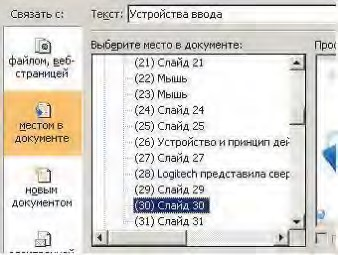 Связать с:
Текст: Устройства ввода
Выберите место в документе:
файлом, веб-
страницей
местом в
документе
новым
документом
(21) Слайд 21
(22) Мышь
(23) Мышь
(24) Слайд 24
(25) Слайд 25
(26) Устройство и принцип дей
(27) Слайд 27
(28) Logitech представила свер
(29) Слайд 29
(30) Слайд 30
(31) Слайд 31